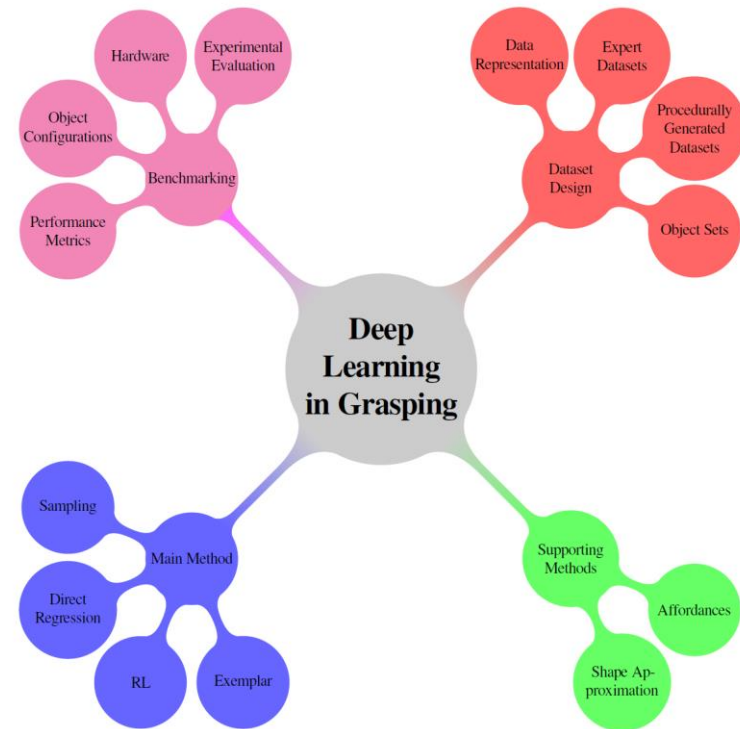 Hardware
Experimental
Evaluation
Object
Configurations
Performance
Metrics
Benchmarking
Data
Representation
Expert
Datasets
Procedurally
Generated
Datasets
Object Sets
Dataset
Design
Deep
Learning
in Grasping
Sampling
Direct
Regression
RL
Exemplar
Main Method
Supporting
Methods
Affordances
Shape Ap-
proximation